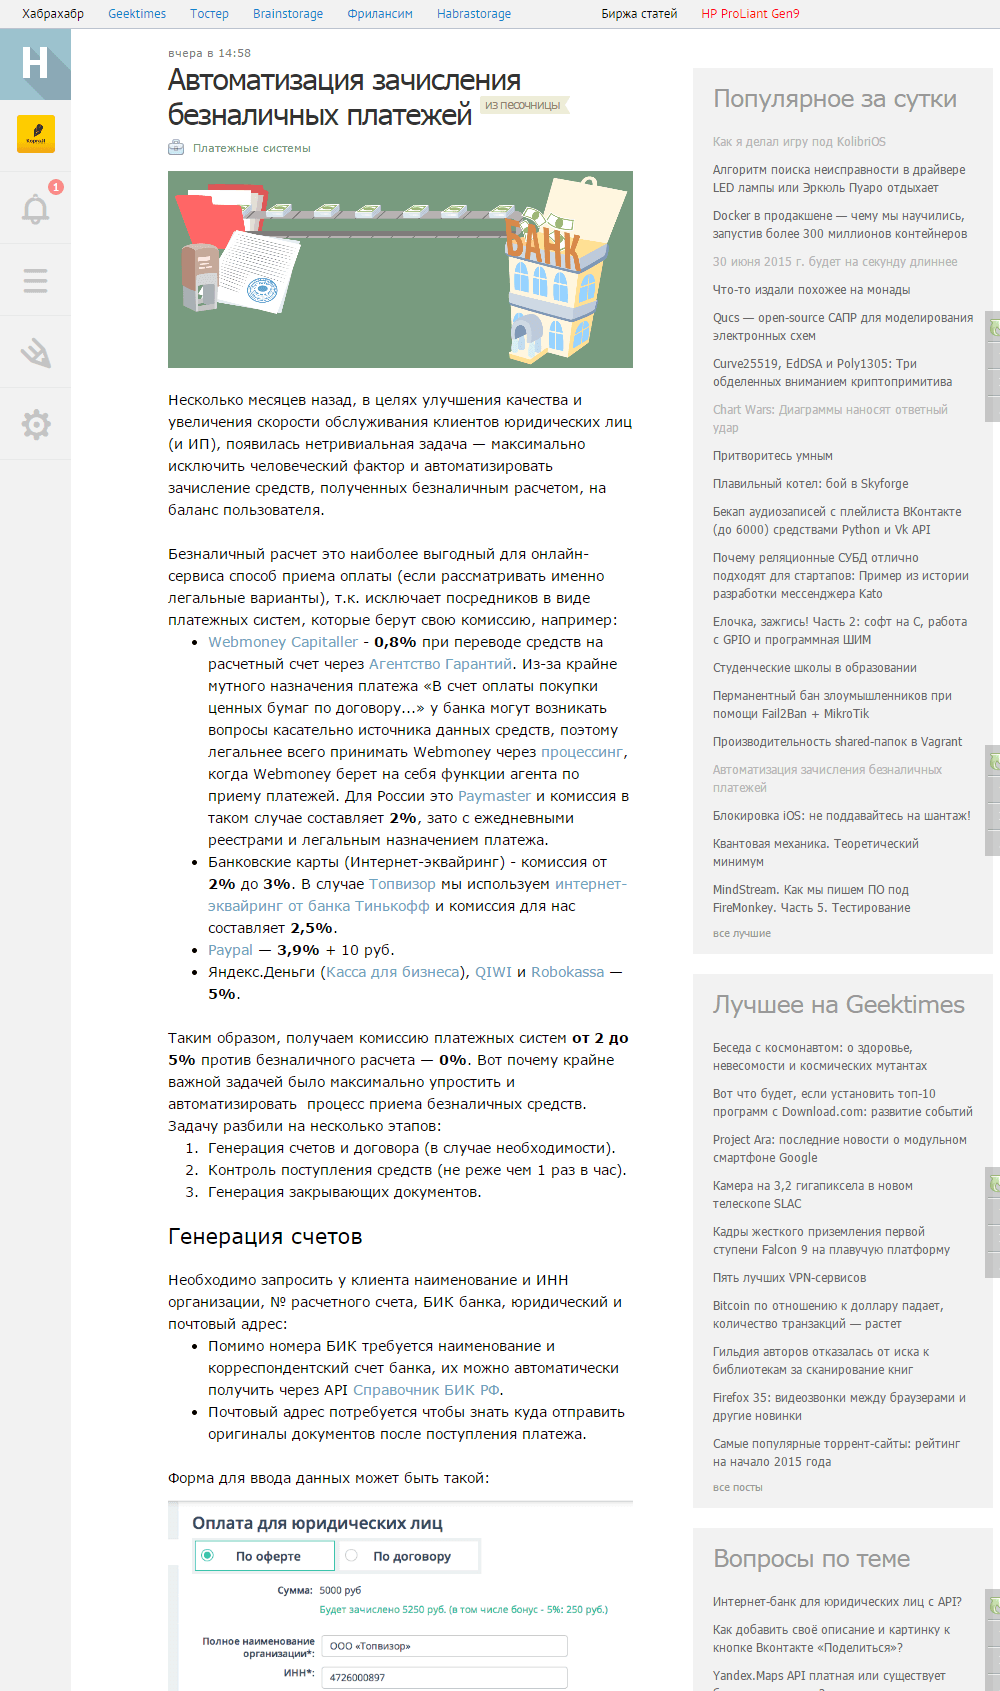 Хабрахабр Geektimes Тостер Brainstorage Фрилансим Habrastorage Биржа статей HP ProLiant Gen9
H
1
вчера в 14:58
Автоматизация зачисления
безналичных платежей из песочницы
Платежные системы
БАНК
Несколько месяцев назад, в целях улучшения качества и
увеличения скорости обслуживания клиентов юридических лиц
(и ИП), появилась нетривиальная задача — максимально
исключить человеческий фактор и автоматизировать
зачисление средств, полученных безналичным расчетом, на
баланс пользователя.
Безналичный расчет это наиболее выгодный для онлайн-
сервиса способ приема оплаты (если рассматривать именно
легальные варианты), т.к. исключает посредников в виде
платежных систем, которые берут свою комиссию, например:
• Webmoney Capitaller - 0,8% при переводе средств на
расчетный счет через Агентство Гарантий. Из-за крайне
мутного назначения платежа «В счет оплаты покупки
ценных бумаг по договору...» у банка могут возникать
вопросы касательно источника данных средств, поэтому
легальнее всего принимать Webmoney через процессинг,
когда Webmoney берет на себя функции агента по
приему платежей. Для России это Paymaster и комиссия в
таком случае составляет 2%, зато с ежедневными
реестрами и легальным назначением платежа.
• Банковские карты (Интернет-эквайринг) - комиссия от
2% до 3%. В случае Топвизор мы используем интернет-
эквайринг от банка Тинькофф и комиссия для нас
составляет 2,5%.
• Paypal — 3,9% + 10 руб.
• Яндекс.Деньги (Касса для бизнеса), QIWI и Robokassa —
5%.
Таким образом, получаем комиссию платежных систем от 2 до
5% против безналичного расчета — 0%. Вот почему крайне
важной задачей было максимально упростить и
автоматизировать процесс приема безналичных средств.
Задачу разбили на несколько этапов:
1. Генерация счетов и договора (в случае необходимости).
2. Контроль поступления средств (не реже чем 1 раз в час).
3. Генерация закрывающих документов.
Генерация счетов
Необходимо запросить у клиента наименование и ИНН
организации, № расчетного счета, БИК банка, юридический и
почтовый адрес:
• Помимо номера БИК требуется наименование и
корреспондентский счет банка, их можно автоматически
получить через API Справочник БИК РФ.
• Почтовый адрес потребуется чтобы знать куда отправить
оригиналы документов после поступления платежа.
Форма для ввода данных может быть такой:
Оплата для юридических лиц
По оферте По договору
Сумма: 5000 руб
Будет зачислено 5250 руб. (в том числе бонус - 5%: 250 руб.)
Полное наименование
организации*: ООО «Топвизор»
ИНН*: 4726000897
Популярное за сутки
Как я делал игру под KolibriOS
Алгоритм поиска неисправности в драйвере
LED лампы или Эркюль Пуаро отдыхает
Docker в продакшене — чему мы научились,
запустив более 300 миллионов контейнеров
30 июня 2015 г. будет на секунду длиннее
Что-то издали похожее на монады
Qucs — open-source САПР для моделирования
электронных схем
Curve25519, EdDSA и Poly1305: Три
обделенных вниманием криптопримитива
Chart Wars: Диаграммы наносят ответный
удар
Притворитесь умным
Плавильный котел: бой в Skyforge
Бекап аудиозаписей с плейлиста ВКонтакте
(до 6000) средствами Python и Vk API
Почему реляционные СУБД отлично
подходят для стартапов: Пример из истории
разработки мессенджера Kato
Елочка, зажгись! Часть 2: софт на С, работа
с GPIO и программная ШИМ
Студенческие школы в образовании
Перманентный бан злоумышленников при
помощи Fail2Ban + MikroTik
Производительность shared-папок в Vagrant
Автоматизация зачисления безналичных
платежей
Блокировка iOS: не поддавайтесь на шантаж!
Квантовая механика. Теоретический
минимум
MindStream. Как мы пишем ПО под
FireMonkey. Часть 5. Тестирование
все лучшие
Лучшее на Geektimes
Беседа с космонавтом: о здоровье,
невесомости и космических мутантах
Вот что будет, если установить топ-10
программ с Download.com: развитие событий
Project Ara: последние новости о модульном
смартфоне Google
Камера на 3,2 гигапиксела в новом
телескопе SLAC
Кадры жесткого приземления первой
ступени Falcon 9 на плавучую платформу
Пять лучших VPN-сервисов
Bitcoin по отношению к доллару падает,
количество транзакций — растет
Гильдия авторов отказалась от иска к
библиотекам за сканирование книг
Firefox 35: видеозвонки между браузерами и
другие новинки
Самые популярные торрент-сайты: рейтинг
на начало 2015 года
все посты
Вопросы по теме
Интернет-банк для юридических лиц с API?
Как добавить своё описание и картинку к
кнопке Вконтакте «Поделиться»?
Yandex.Maps API платная или существует